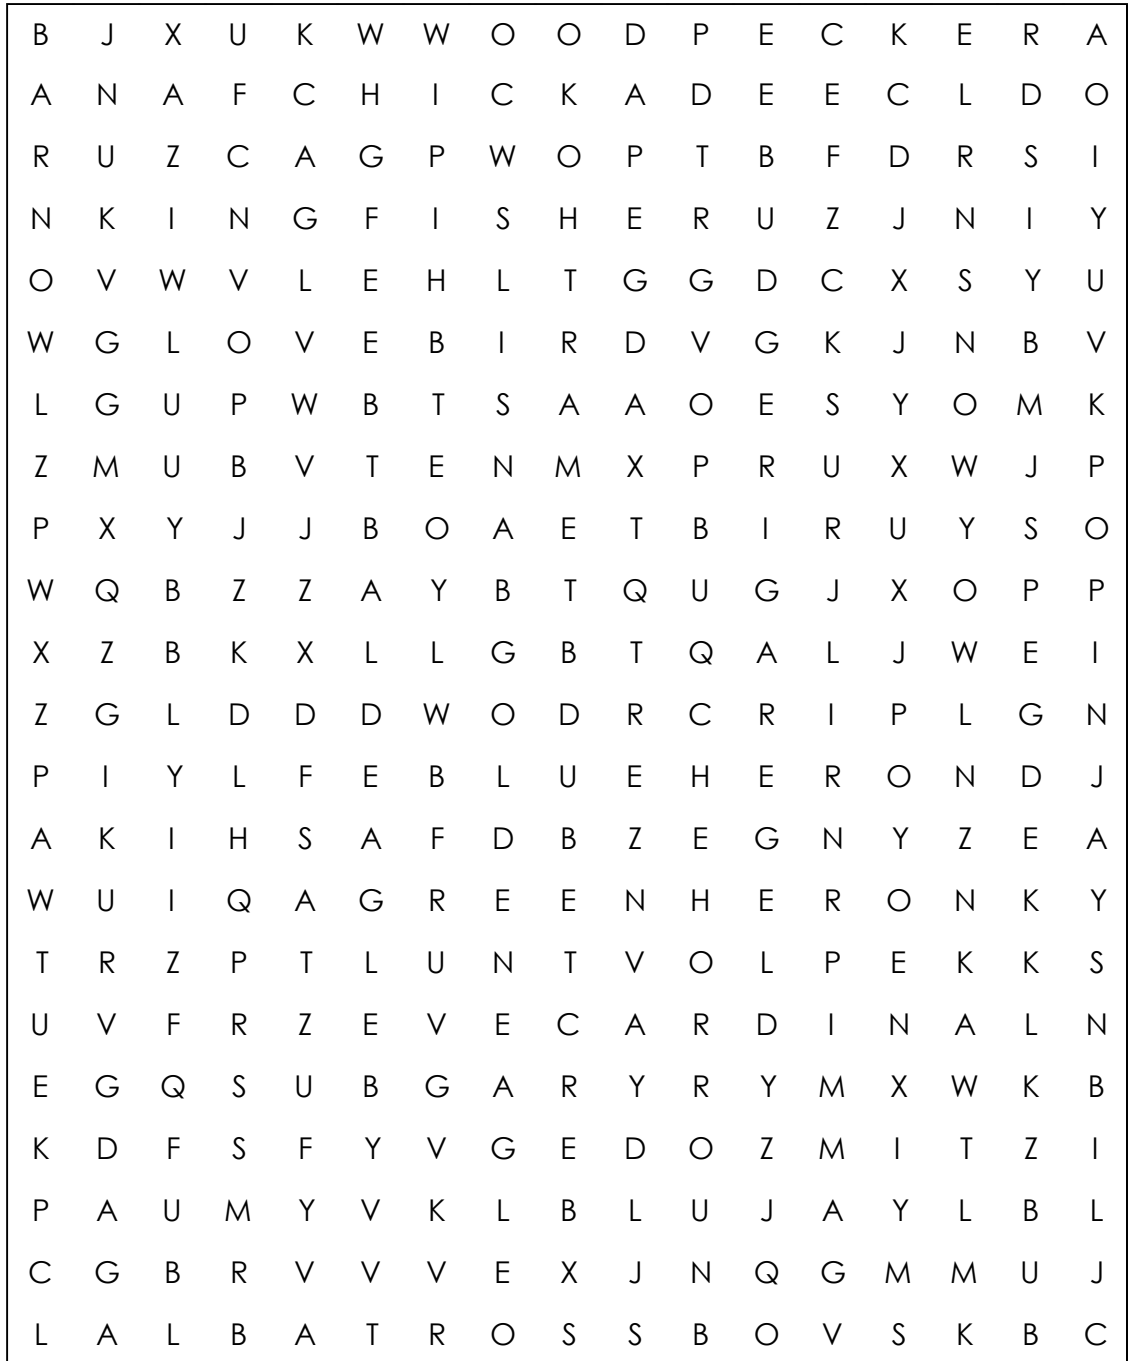 B J X U K W W O O D P E C K E R A
A N A F C H I C K A D E E C L D O
R U Z C A G P W O P T B F D R S I
N K I N G F I S H E R U Z J N I Y
O V W V L E H L T G G D C X S Y U
W G L O V E B I R D V G K J N B V
L G U P W B T S A A O E S Y O M K
Z M U B V T E N M X P R U X W J P
P X Y J J B O A E T B I R U Y S O
W Q B Z Z A Y B T Q U G J X O P P
X Z B K X L L G B T Q A L J W E I
Z G L D D D W O D R C R I P L G N
P I Y L F E B L U E H E R O N D J
A K I H S A F D B Z E G N Y Z E A
W U I Q A G R E E N H E R O N K Y
T R Z P T L U N T V O L P E K K S
U V F R Z E V E C A R D I N A L N
E G Q S U B G A R Y R Y M X W K B
K D F S F Y V G E D O Z M I T Z I
P A U M Y V K L B L U J A Y L B L
C G B R V V V E X J N Q G M M U J
L A L B A T R O S S B O V S K B C